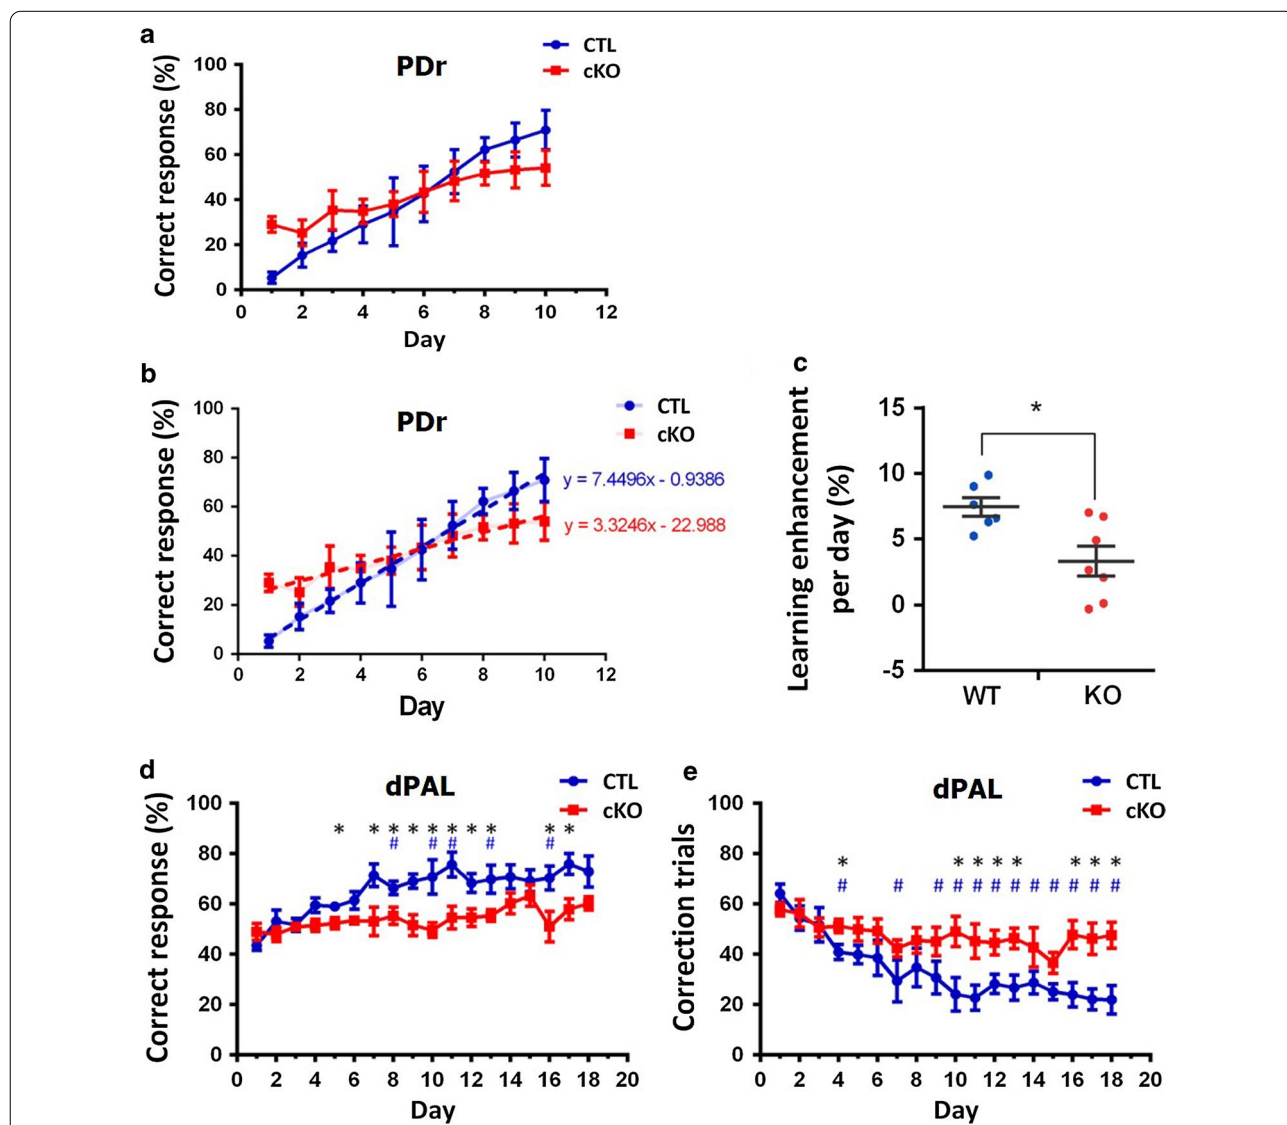 a
PDr
CTL
cKO
Correct response (%)
100
80
60
40
20
0
0 2 4 6 8 10 12
Day
b
PDr
CTL
cKO
Correct response (%)
100
80
60
40
20
0
y = 7.4496x - 0.9386
y = 3.3246x - 22.988
0 2 4 6 8 10 12
Day
c
Learning enhancement
per day (%)
15
10
5
0
-5
*
WT KO
d
dPAL
CTL
cKO
Correct response (%)
100
80
60
40
20
0
* * * * * * * * * *
# # # # #
0 2 4 6 8 10 12 14 16 18 20
Day
e
dPAL
CTL
cKO
Correction trials
100
80
60
40
20
0
* * * * * * * *
# # # # # # # # # # # #
0 2 4 6 8 10 12 14 16 18 20
Day